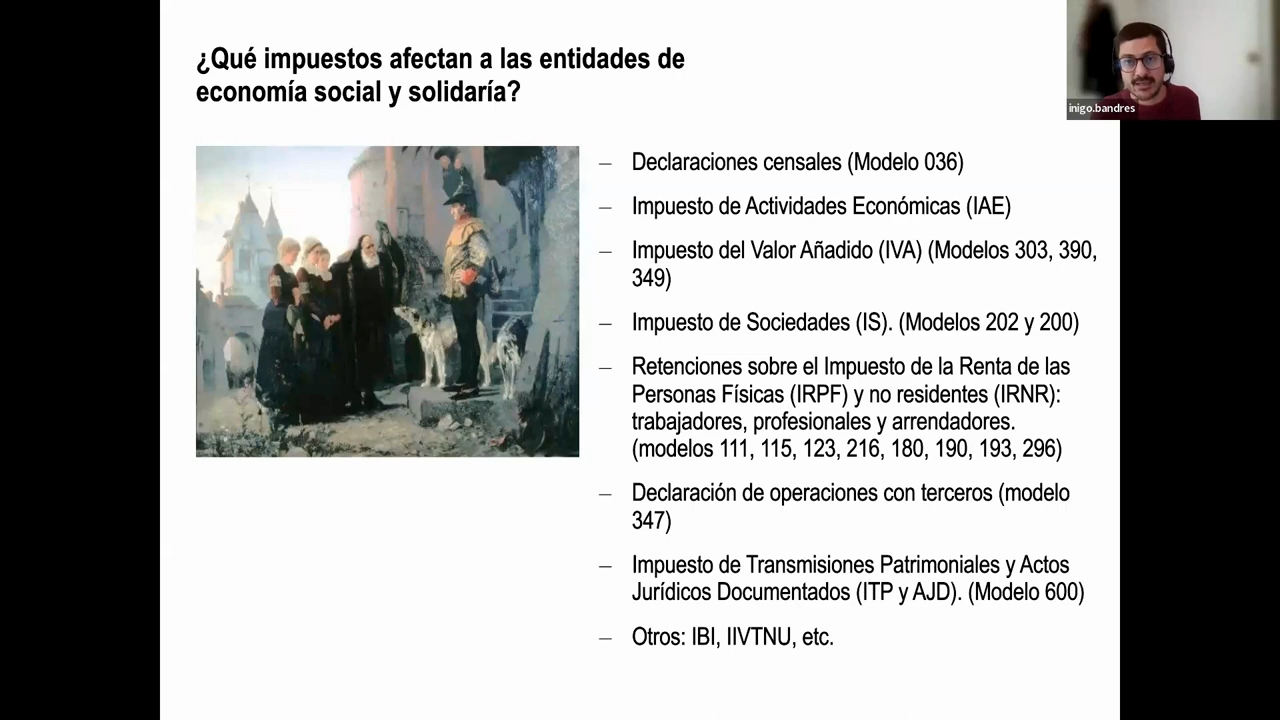 ¿Qué impuestos afectan a las entidades de
economía social y solidaría?
inigo.bandres
– Declaraciones censales (Modelo 036)
– Impuesto de Actividades Económicas (IAE)
– Impuesto del Valor Añadido (IVA) (Modelos 303, 390,
349)
– Impuesto de Sociedades (IS). (Modelos 202 y 200)
– Retenciones sobre el Impuesto de la Renta de las
Personas Físicas (IRPF) y no residentes (IRNR):
trabajadores, profesionales y arrendadores.
(modelos 111, 115, 123, 216, 180, 190, 193, 296)
– Declaración de operaciones con terceros (modelo
347)
– Impuesto de Transmisiones Patrimoniales y Actos
Jurídicos Documentados (ITP y AJD). (Modelo 600)
– Otros: IBI, IIVTNU, etc.